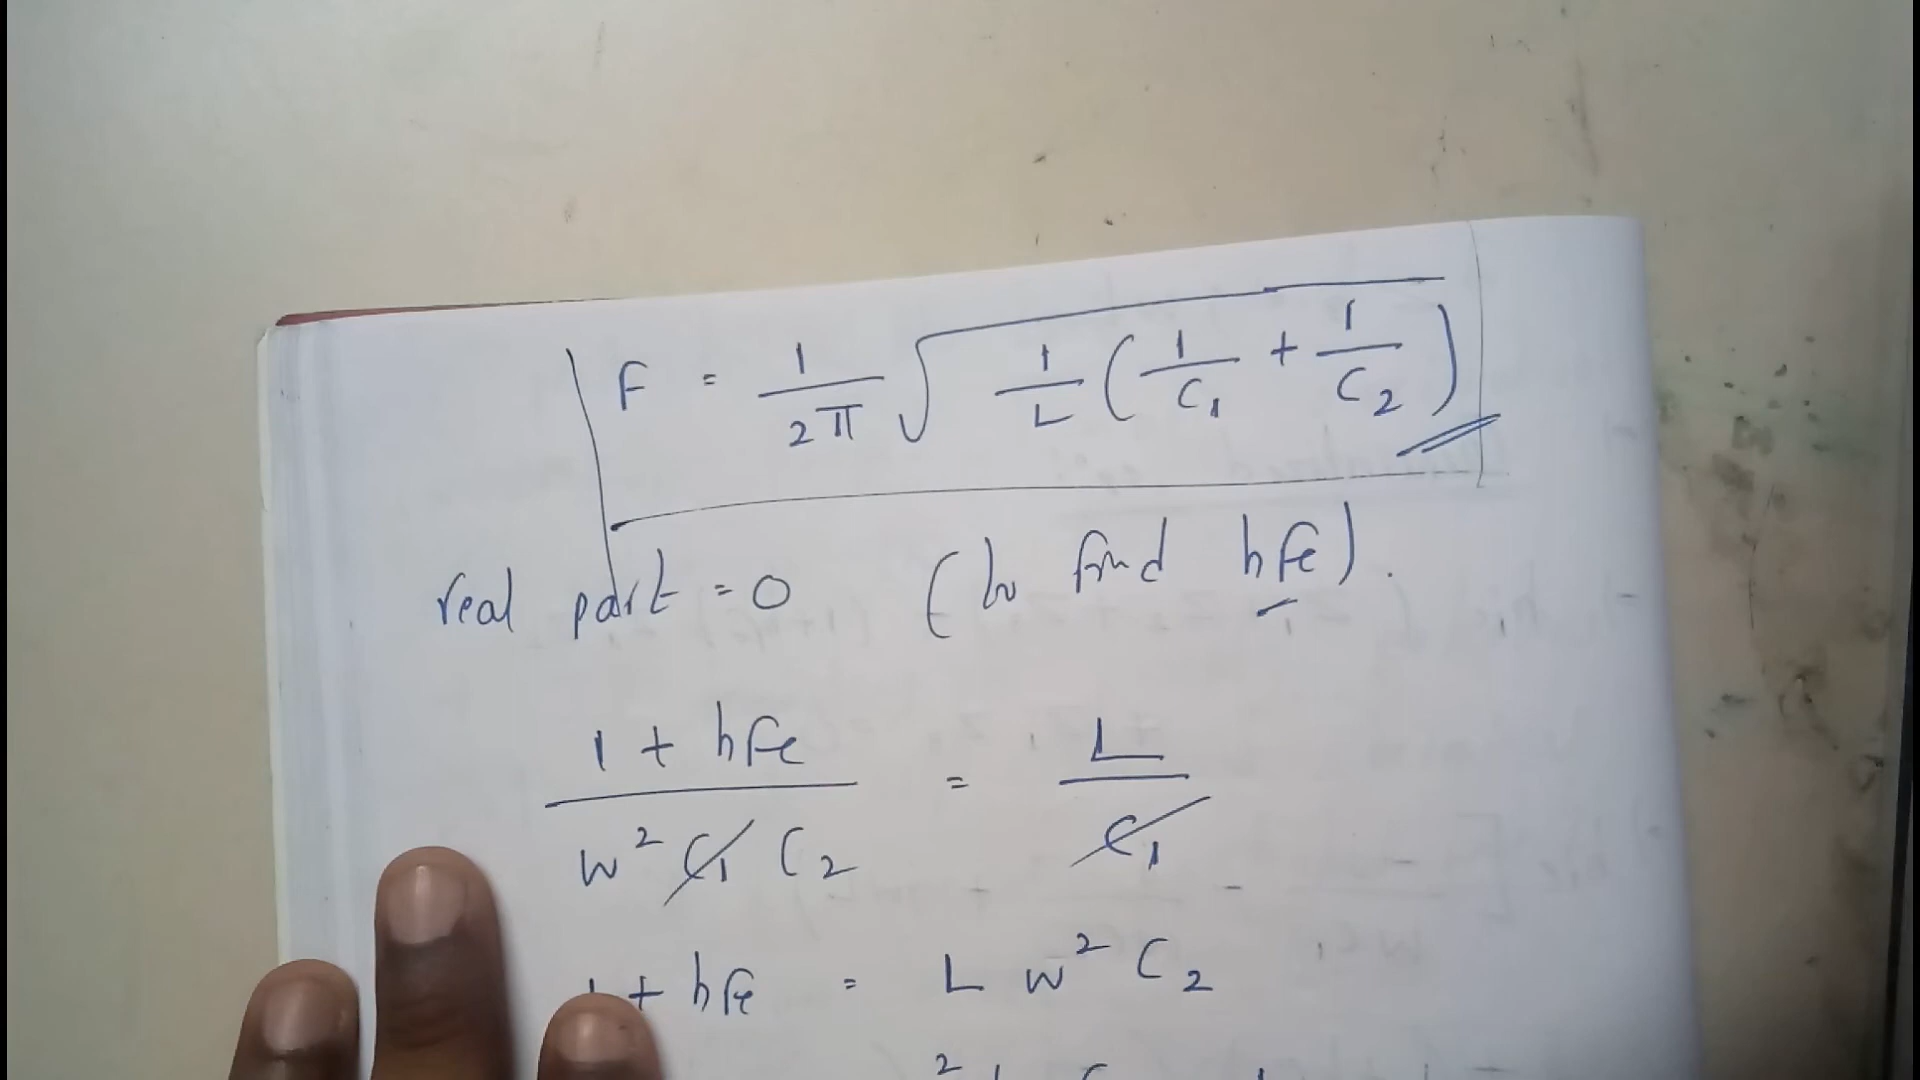 F = 1/2π √(1/L (1/C₁ + 1/C₂))
real part = 0 (to find hfe).
1 + hfe / w² C₁ C₂ = L / C₁
1 + hfe = L w² C₂